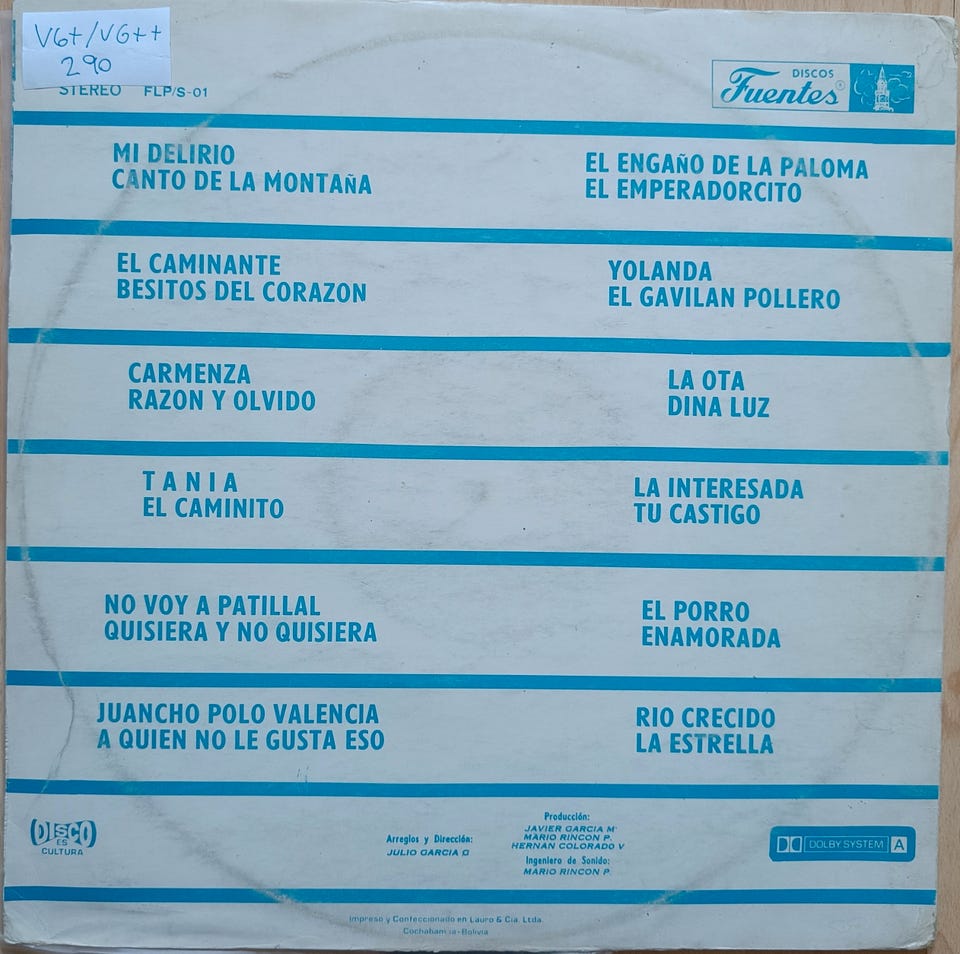 VG+/VG++
290
STEREO FLP/S-01
DISCOS
Fuentes®
MI DELIRIO
CANTO DE LA MONTAÑA
EL ENGAÑO DE LA PALOMA
EL EMPERADORCITO
EL CAMINANTE
BESITOS DEL CORAZON
YOLANDA
EL GAVILAN POLLERO
CARMENZA
RAZON Y OLVIDO
LA OTA
DINA LUZ
TANIA
EL CAMINITO
LA INTERESADA
TU CASTIGO
NO VOY A PATILLAL
QUISIERA Y NO QUISIERA
EL PORRO
ENAMORADA
JUANCHO POLO VALENCIA
A QUIEN NO LE GUSTA ESO
RIO CRECIDO
LA ESTRELLA
DISCO
ES
CULTURA
Arreglos y Dirección:
JULIO GARCIA G
Producción:
JAVIER GARCIA M'
MARIO RINCON P.
HERNAN COLORADO V
Ingeniero de Sonido:
MARIO RINCON P.
DOLBY SYSTEM A
Impreso y Confeccionado en Lauro & Cia. Ltda.
Cochabam ia-Bolivia